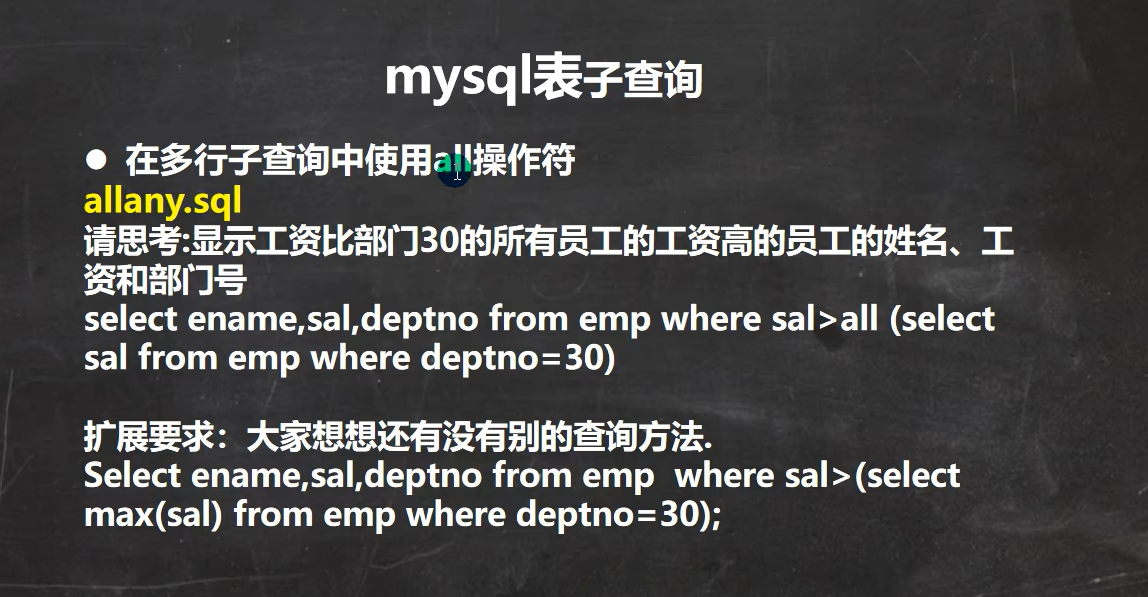 mysql表子查询
● 在多行子查询中使用all操作符
allany.sql
请思考:显示工资比部门30的所有员工的工资高的员工的姓名、工
资和部门号
select ename,sal,deptno from emp where sal>all (select
sal from emp where deptno=30)
扩展要求：大家想想还有没有别的查询方法.
Select ename,sal,deptno from emp  where sal>(select
max(sal) from emp where deptno=30);